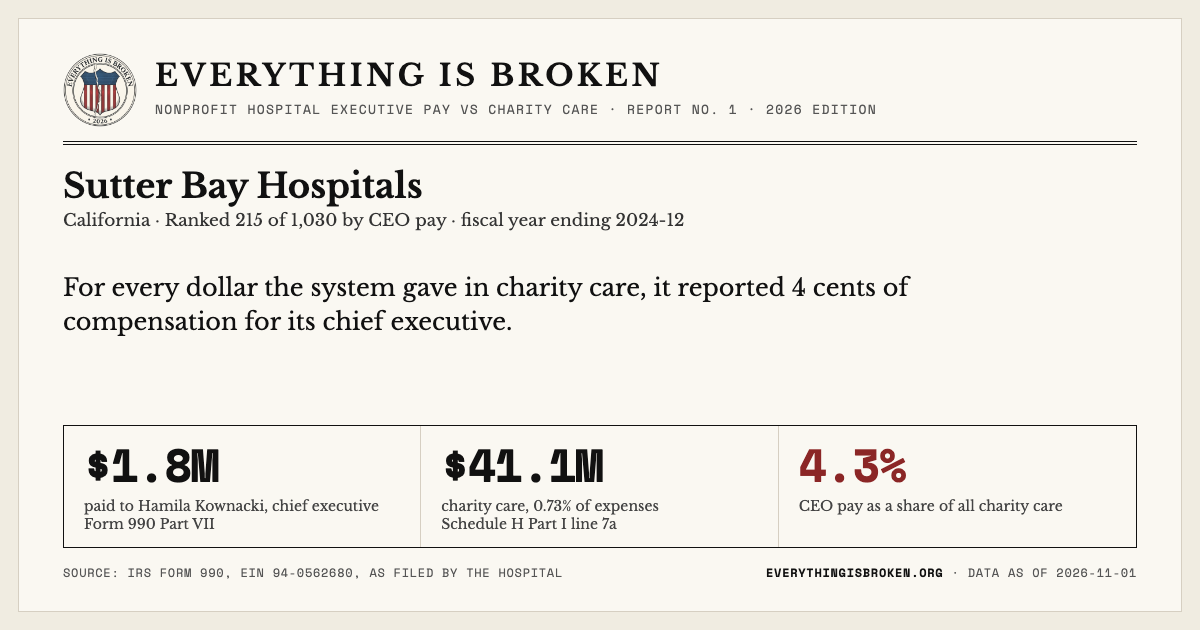 EVERYTHING IS BROKEN
· 2026 ·
EVERYTHING IS BROKEN
NONPROFIT HOSPITAL EXECUTIVE PAY VS CHARITY CARE · REPORT NO. 1 · 2026 EDITION
Sutter Bay Hospitals
California · Ranked 215 of 1,030 by CEO pay · fiscal year ending 2024-12
For every dollar the system gave in charity care, it reported 4 cents of
compensation for its chief executive.
$1.8M
paid to Hamila Kownacki, chief executive
Form 990 Part VII
$41.1M
charity care, 0.73% of expenses
Schedule H Part I line 7a
4.3%
CEO pay as a share of all charity care
SOURCE: IRS FORM 990, EIN 94-0562680, AS FILED BY THE HOSPITAL
EVERYTHINGISBROKEN.ORG · DATA AS OF 2026-11-01